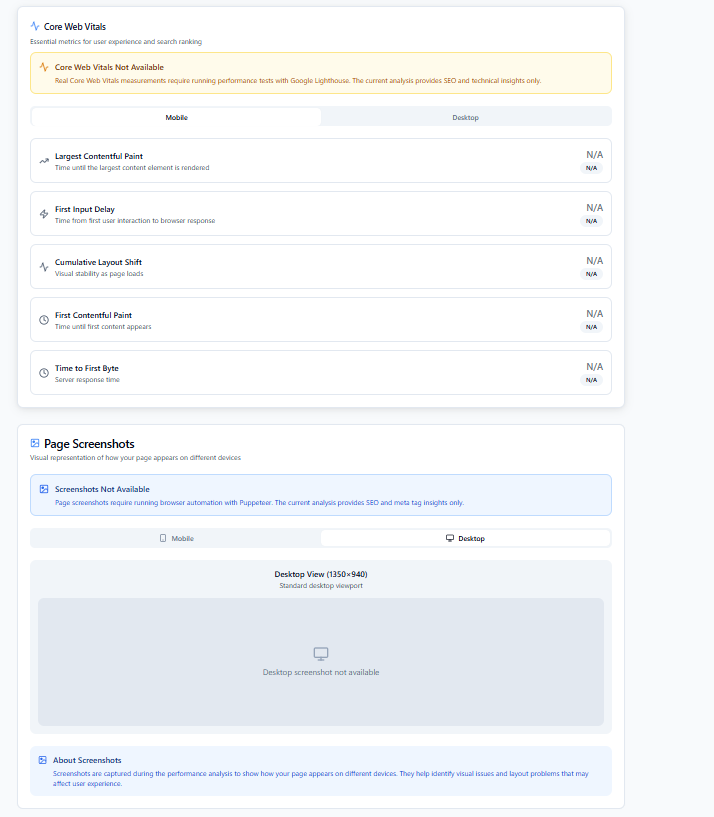 Core Web Vitals
Essential metrics for user experience and search ranking
Core Web Vitals Not Available
Real Core Web Vitals measurements require running performance tests with Google Lighthouse. The current analysis provides SEO and technical insights only.
Mobile
Desktop
Largest Contentful Paint
N/A
Time until the largest content element is rendered
N/A
First Input Delay
N/A
Time from first user interaction to browser response
N/A
Cumulative Layout Shift
N/A
Visual stability as page loads
N/A
First Contentful Paint
N/A
Time until first content appears
N/A
Time to First Byte
N/A
Server response time
N/A
Page Screenshots
Visual representation of how your page appears on different devices
Screenshots Not Available
Page screenshots require running browser automation with Puppeteer. The current analysis provides SEO and meta tag insights only.
Mobile
Desktop
Desktop View (1350×940)
Standard desktop viewport
Desktop screenshot not available
About Screenshots
Screenshots are captured during the performance analysis to show how your page appears on different devices. They help identify visual issues and layout problems that may
affect user experience.